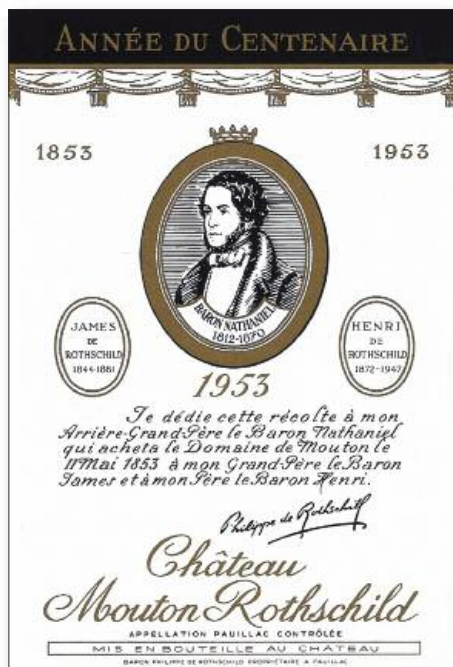 ANNÉE DU CENTENAIRE
1853 1953
BARON NATHANIEL
1812-1870
JAMES
DE
ROTHSCHILD
1844-1881
HENRI
DE
ROTHSCHILD
1872-1947
1953
Je dédie cette récolte à mon
Arrière-Grand-Père le Baron Nathaniel
qui acheta le Domaine de Mouton le
11 Mai 1853 à mon Grand-Père le Baron
James et à mon Père le Baron Henri.
Philippe de Rothschild
Château
Mouton Rothschild
APPELLATION PAUILLAC CONTRÔLÉE
MIS EN BOUTEILLE AU CHÂTEAU
BARON PHILIPPE DE ROTHSCHILD PROPRIÉTAIRE A PAUILLAC